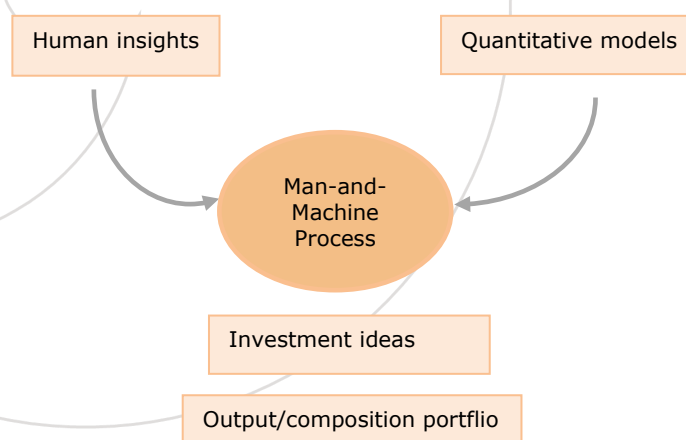 Human insights
Quantitative models
Man-and-
Machine
Process
Investment ideas
Output/composition portflio